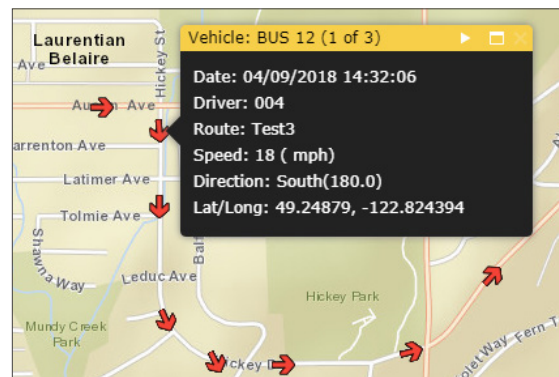 Laurentian
Belaire
Hickey St
Vehicle: BUS 12 (1 of 3)
Date: 04/09/2018 14:32:06
Driver: 004
Route: Test3
Speed: 18 ( mph)
Direction: South(180.0)
Lat/Long: 49.24879, -122.824394
Ave
Ave
arrenton Ave
Latimer Ave
Tolmie Ave
Shawna Way
Leduc Ave
Hickey Park
Mundy Creek
Park
ickey D
olet Way
Fern T